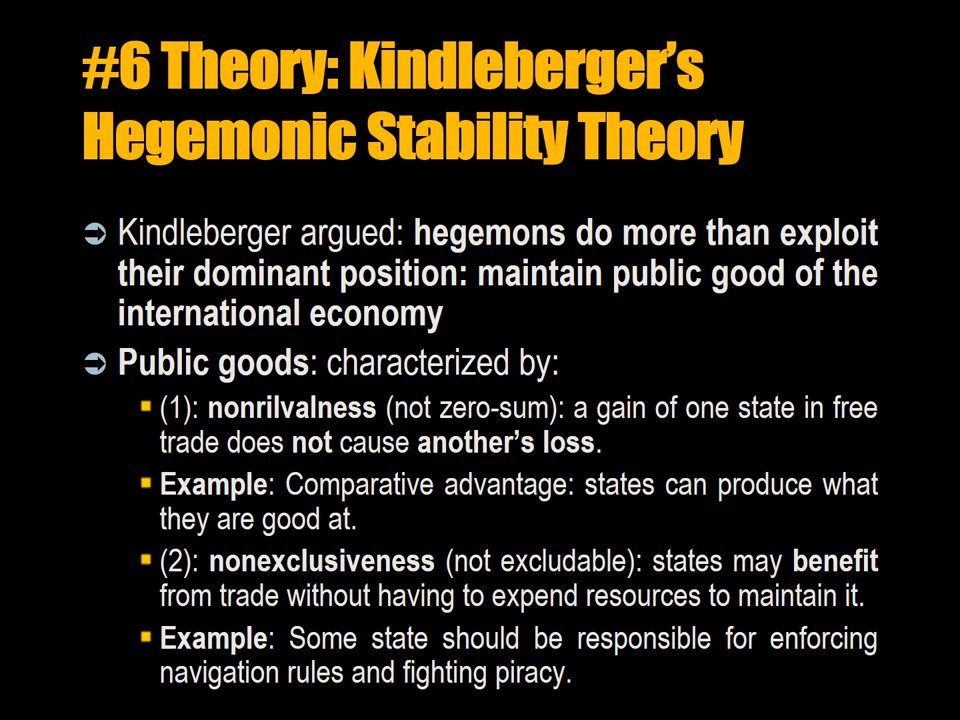 #6 Theory: Kindleberger’s
Hegemonic Stability Theory
Kindleberger argued: hegemons do more than exploit
their dominant position: maintain public good of the
international economy
Public goods: characterized by:
(1): nonrilvalness (not zero-sum): a gain of one state in free
trade does not cause another’s loss.
Example: Comparative advantage: states can produce what
they are good at.
(2): nonexclusiveness (not excludable): states may benefit
from trade without having to expend resources to maintain it.
Example: Some state should be responsible for enforcing
navigation rules and fighting piracy.